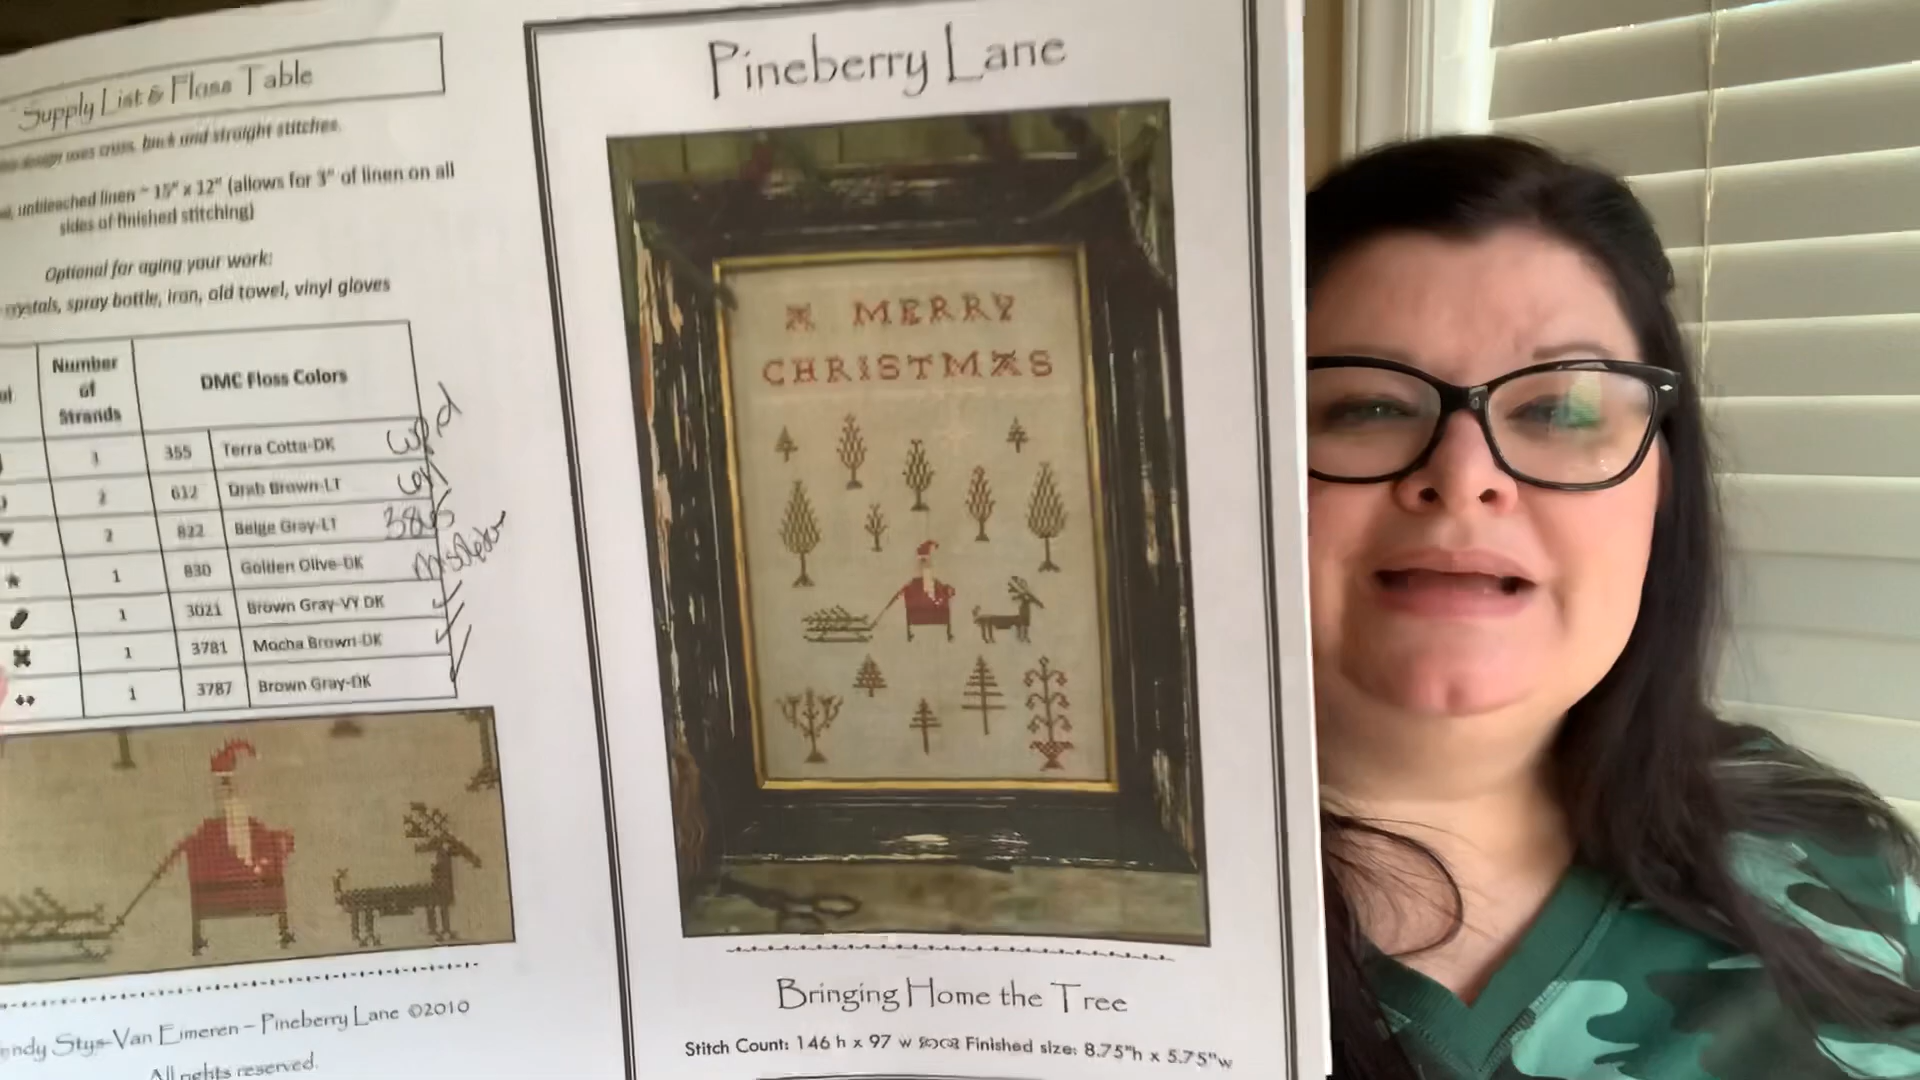 Supply List & Floss Table
design uses cross, back and straight stitches.
unbleached linen ~ 15" x 12" (allows for 3" of linen on all
sides of finished stitching)
Optional for aging your work:
crystals, spray bottle, iron, old towel, vinyl gloves
Number of Strands DMC Floss Colors
355 Terra Cotta-DK
2 612 Drab Brown-LT
2 822 Beige Gray-LT 3865
1 830 Golden Olive-DK
1 3021 Brown Gray-VY DK
1 3781 Mocha Brown-DK
1 3787 Brown Gray-DK
Stys-Van Eimeren – Pineberry Lane ©2010
All rights reserved.
Pineberry Lane
MERRY
CHRISTMAS
Bringing Home the Tree
Stitch Count: 146 h x 97 w Finished size: 8.75"h x 5.75"w